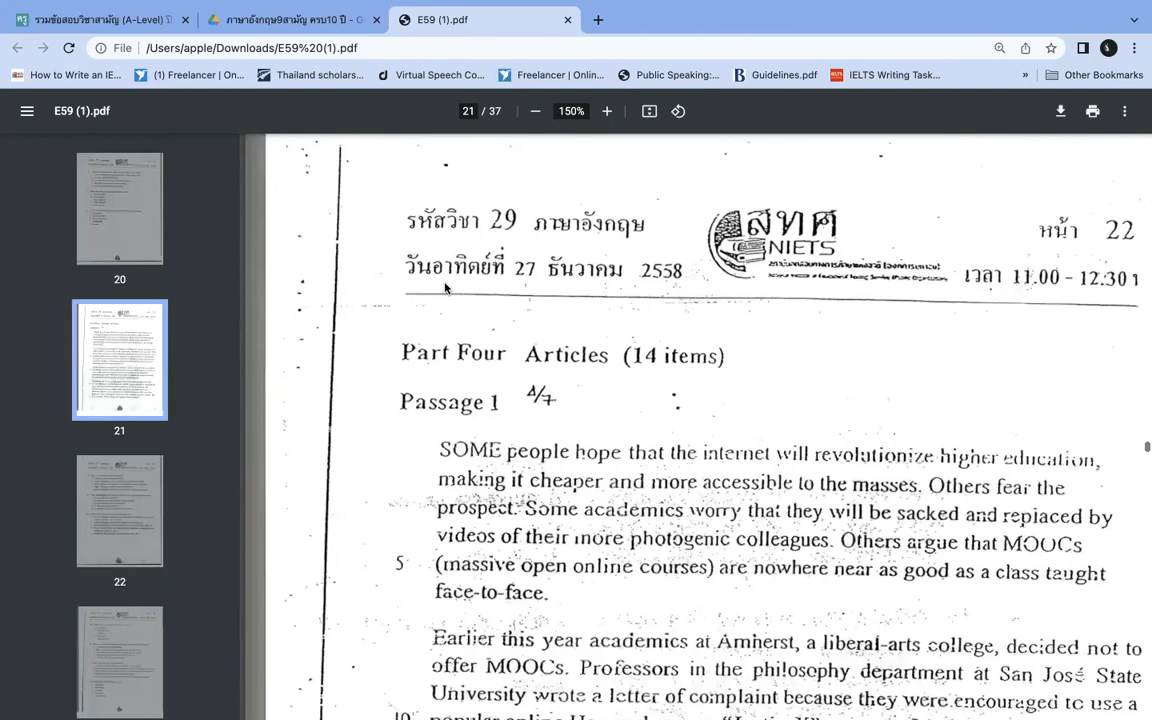 รวมข้อสอบวิชาสามัญ (A-Level) ปี
ภาษาอังกฤษ9สามัญ ครบ10 ปี - G
E59 (1).pdf
File /Users/apple/Downloads/E59%20(1).pdf
How to Write an IE... (1) Freelancer | On... Thailand scholars... Virtual Speech Co... Freelancer | Onlin... Public Speaking:... Guidelines.pdf IELTS Writing Task... » Other Bookmarks
E59 (1).pdf 21 / 37 150%
20
21
22
รหัสวิชา 29 ภาษาอังกฤษ
สทศ
NIETS
หน้า 22
วันอาทิตย์ที่ 27 ธันวาคม 2558
เวลา 11.00 - 12.30 น
Part Four Articles (14 items)
Passage 1
SOME people hope that the internet will revolutionize higher education,
making it cheaper and more accessible to the masses. Others fear the
prospect. Some academics worry that they will be sacked and replaced by
videos of their more photogenic colleagues. Others argue that MOOCs
5 (massive open online courses) are nowhere near as good as a class taught
face-to-face.
Earlier this year academics at Amherst, a liberal-arts college, decided not to
offer MOOCs. Professors in the philosophy department at San José State
University wrote a letter of complaint because they were encouraged to use a
10 popular online